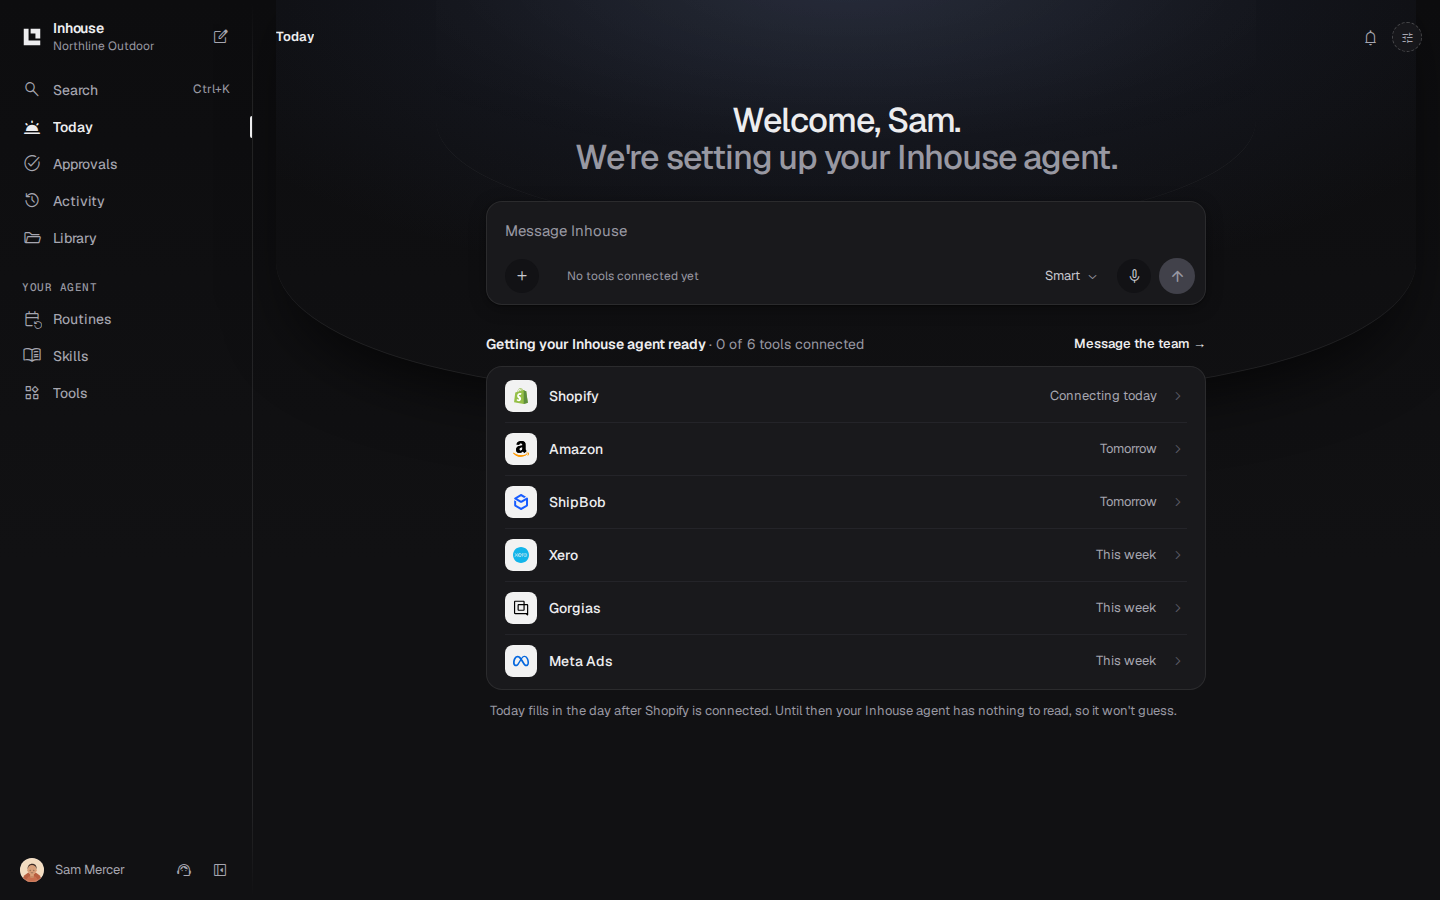 Inhouse
Northline Outdoor
Search Ctrl+K
Today
Approvals
Activity
Library
YOUR AGENT
Routines
Skills
Tools
Sam Mercer
Today
Welcome, Sam.
We're setting up your Inhouse agent.
Message Inhouse
No tools connected yet
Smart
Getting your Inhouse agent ready · 0 of 6 tools connected
Message the team →
Shopify Connecting today
Amazon Tomorrow
ShipBob Tomorrow
Xero This week
Gorgias This week
Meta Ads This week
Today fills in the day after Shopify is connected. Until then your Inhouse agent has nothing to read, so it won't guess.